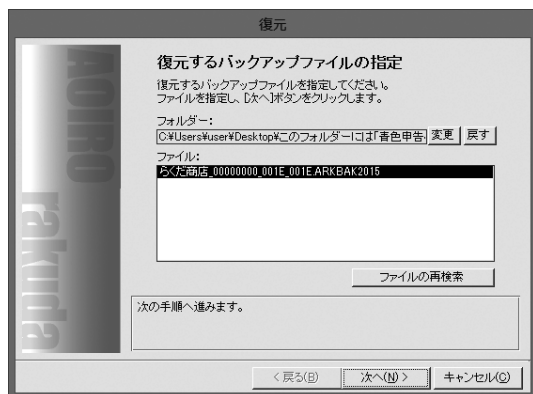 復元
AOIRO
rakuda
復元するバックアップファイルの指定
復元するバックアップファイルを指定してください。
ファイルを指定し、[次へ]ボタンをクリックします。
フォルダー:
C:¥Users¥user¥Desktop¥このフォルダーには「青色申告 変更 戻す
ファイル:
らくだ商店_00000000_001E_001E.ARKBAK2015
ファイルの再検索
次の手順へ進みます。
< 戻る(B) 次へ(N) > キャンセル(C)